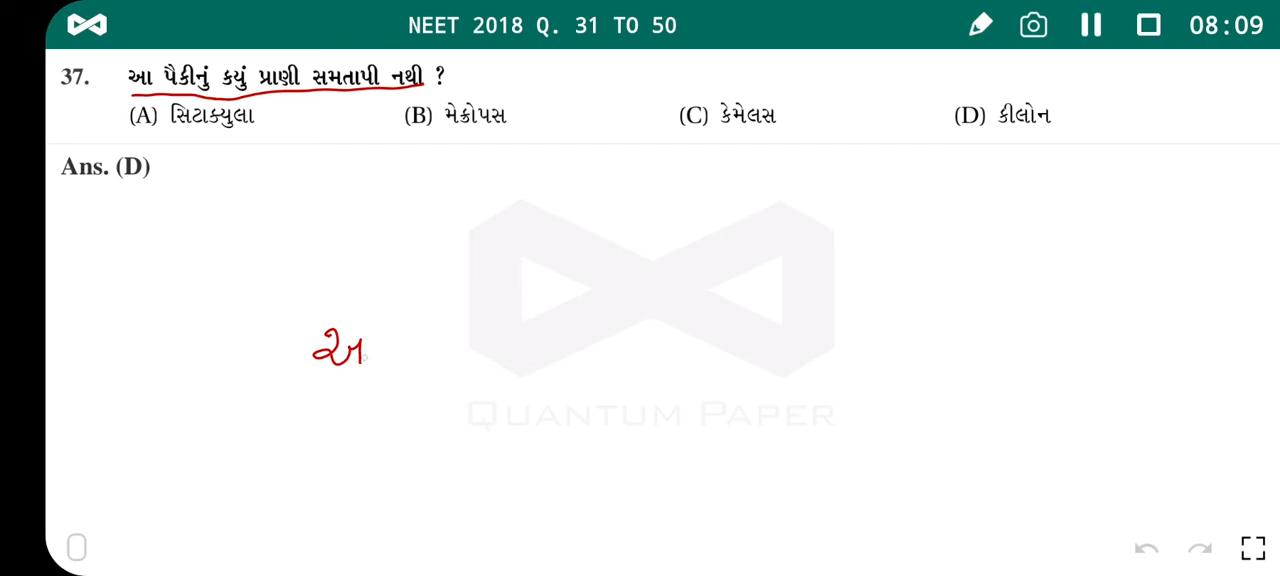 NEET 2018 Q. 31 TO 50 08:09
37. આ પૈકીનું કયું પ્રાણી સમતાપી નથી ?
(A) સિટાક્યુલા (B) મેક્રોપસ (C) કેમેલસ (D) કીલોન
Ans. (D)
અ
QUANTUM PAPER